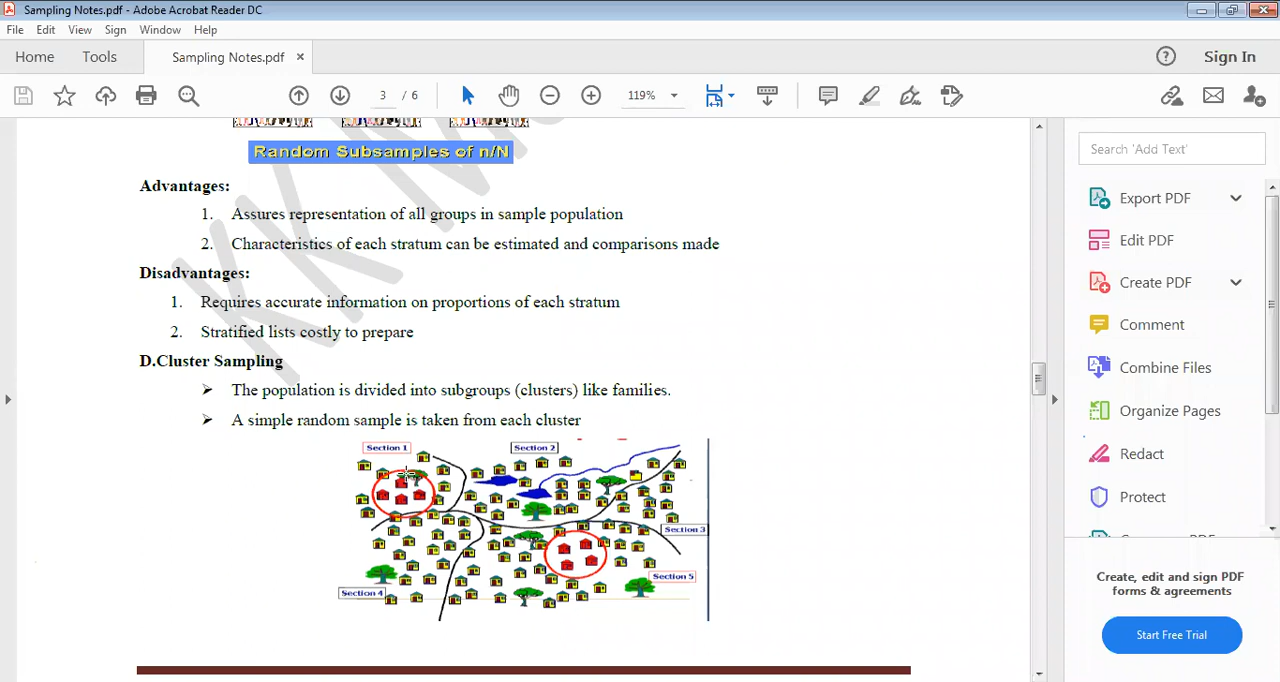 Sampling Notes.pdf - Adobe Acrobat Reader DC
File Edit View Sign Window Help
Home Tools Sampling Notes.pdf × Sign In
3 / 6 119%
Random Subsamples of n/N
Search 'Add Text'
Advantages:
1. Assures representation of all groups in sample population
2. Characteristics of each stratum can be estimated and comparisons made
Disadvantages:
1. Requires accurate information on proportions of each stratum
2. Stratified lists costly to prepare
D.Cluster Sampling
The population is divided into subgroups (clusters) like families.
A simple random sample is taken from each cluster
Section 1 Section 2
Section 3
Section 5
Section 4
Export PDF
Edit PDF
Create PDF
Comment
Combine Files
Organize Pages
Redact
Protect
Create, edit and sign PDF
forms & agreements
Start Free Trial